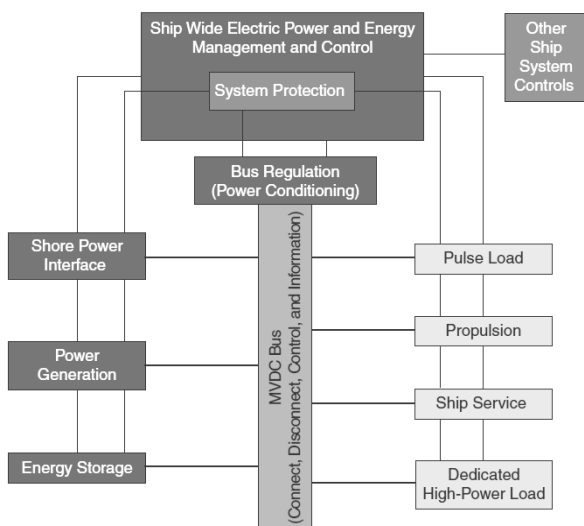 Ship Wide Electric Power and Energy
Management and Control
System Protection
Other
Ship
System
Controls
Bus Regulation
(Power Conditioning)
Shore Power
Interface
Power
Generation
Energy Storage
MVDC Bus
(Connect, Disconnect, Control, and Information)
Pulse Load
Propulsion
Ship Service
Dedicated
High-Power Load